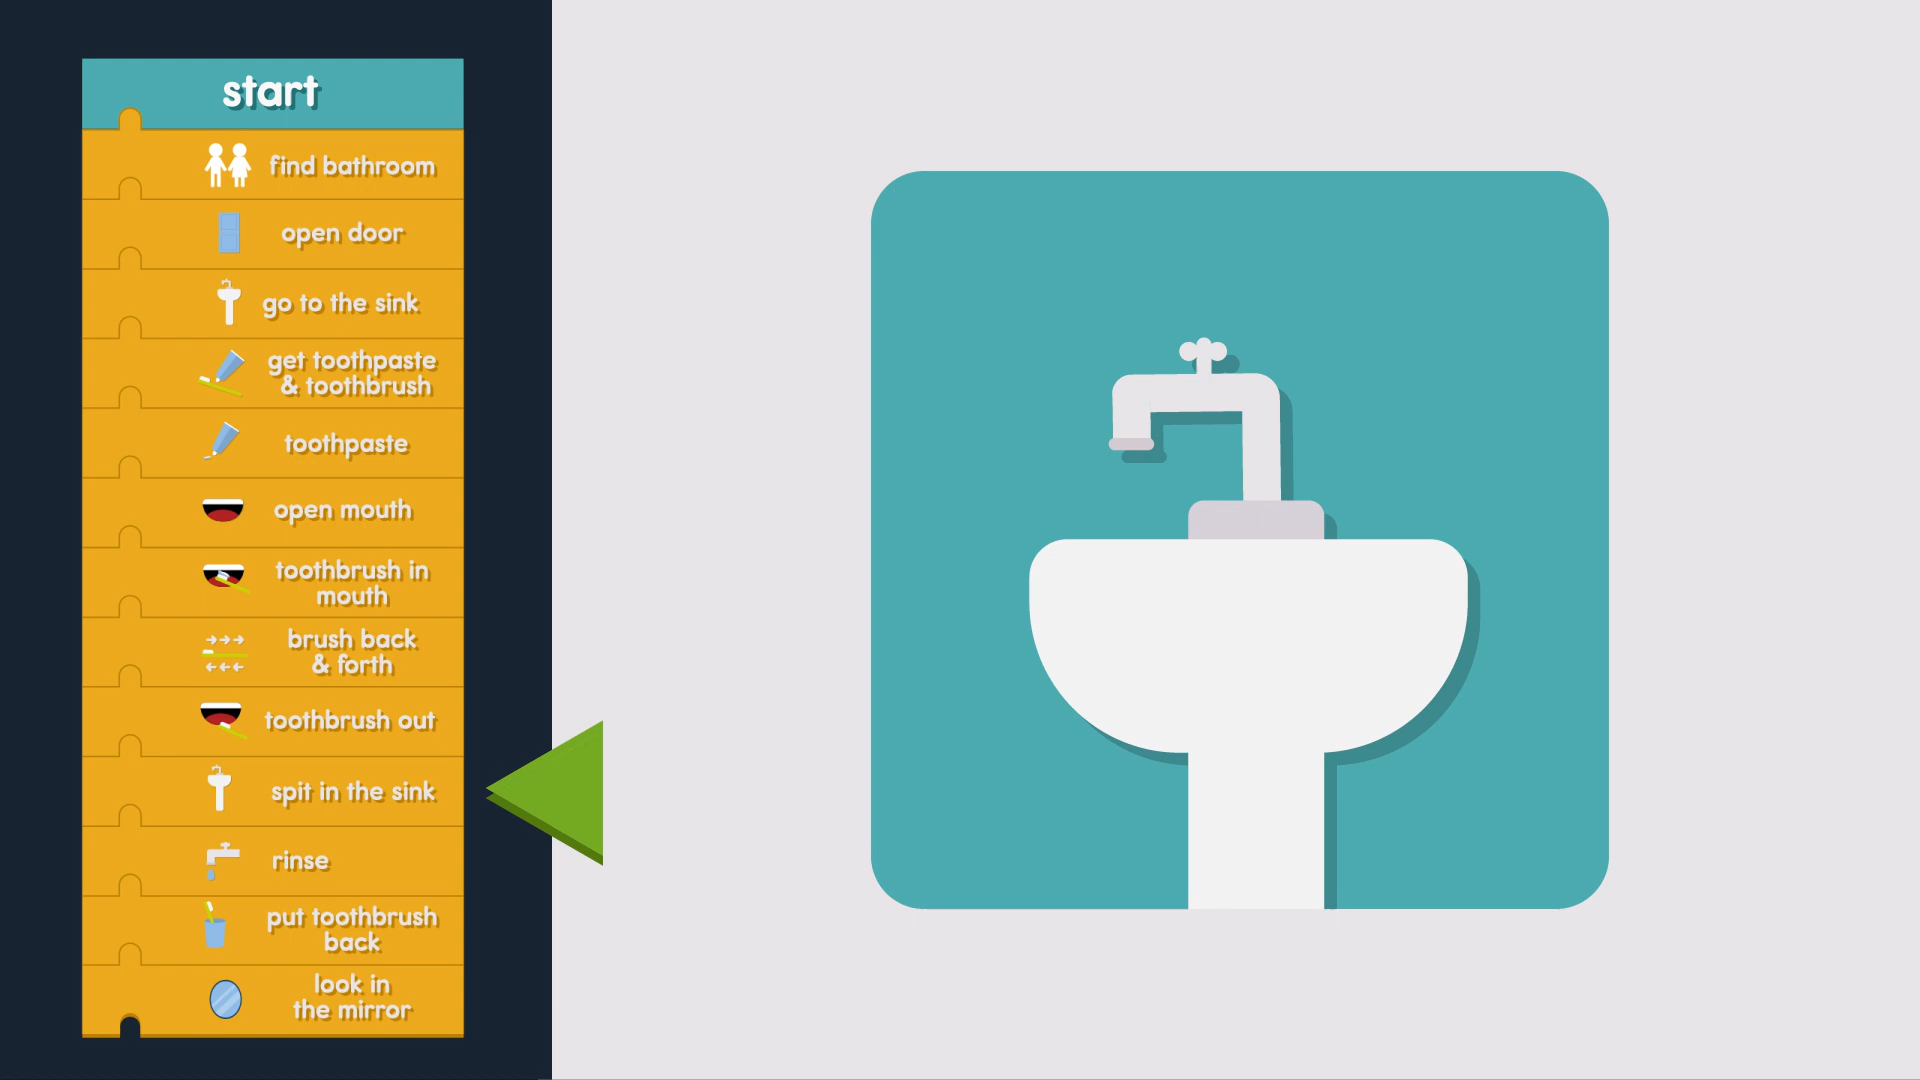 start
find bathroom
open door
go to the sink
get toothpaste
& toothbrush
toothpaste
open mouth
toothbrush in
mouth
brush back
& forth
toothbrush out
spit in the sink
rinse
put toothbrush
back
look in
the mirror